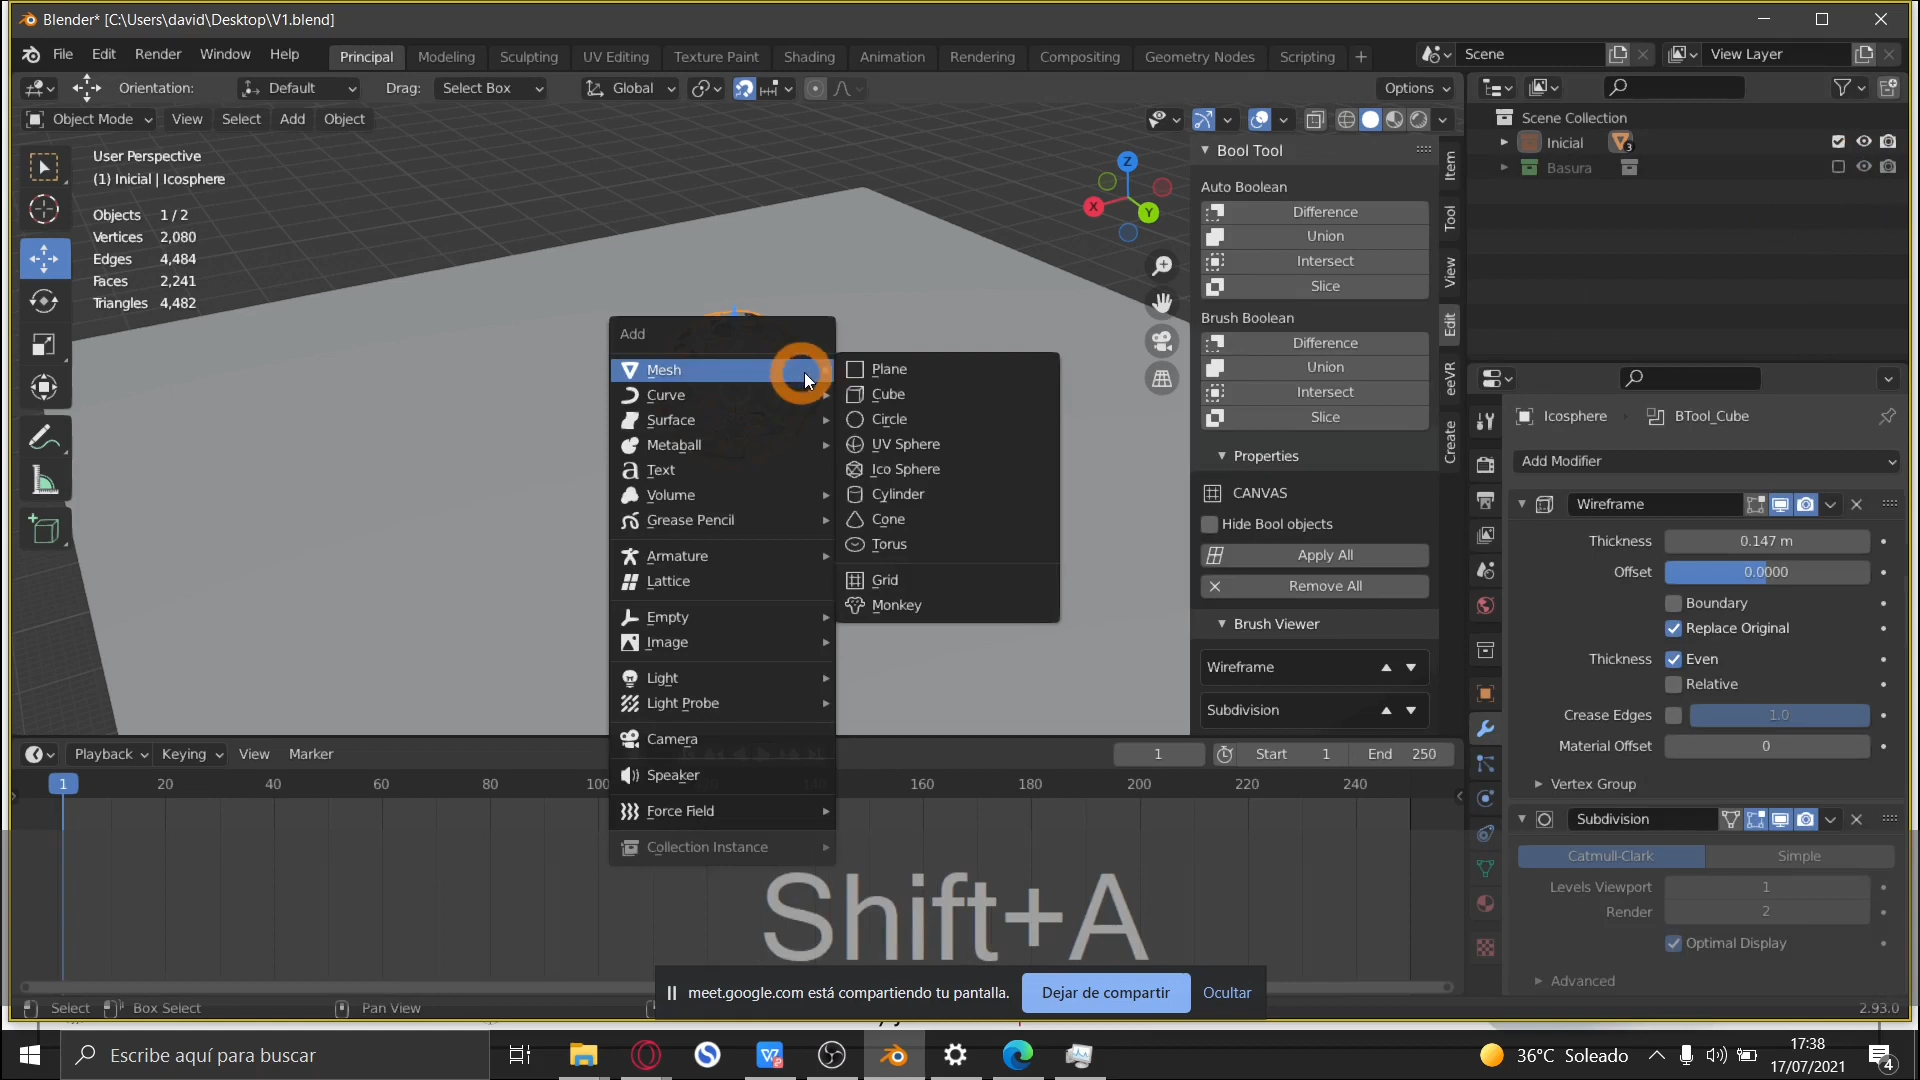 Blender* [C:\Users\david\Desktop\V1.blend]
File Edit Render Window Help Principal Modeling Sculpting UV Editing Texture Paint Shading Animation Rendering Compositing Geometry Nodes Scripting + Scene View Layer
Orientation: Default Drag: Select Box Global Options
Object Mode View Select Add Object
User Perspective
(1) Inicial | Icosphere
Objects 1/2
Vertices 2,080
Edges 4,484
Faces 2,241
Triangles 4,482
Z
X
Y
Add
Mesh
Curve
Surface
Metaball
Text
Volume
Grease Pencil
Armature
Lattice
Empty
Image
Light
Light Probe
Camera
Speaker
Force Field
Collection Instance
Plane
Cube
Circle
UV Sphere
Ico Sphere
Cylinder
Cone
Torus
Grid
Monkey
Bool Tool
Auto Boolean
Difference
Union
Intersect
Slice
Brush Boolean
Difference
Union
Intersect
Slice
Properties
CANVAS
Hide Bool objects
Apply All
Remove All
Brush Viewer
Wireframe
Subdivision
Item
Tool
View
Edit
eeVR
Create
Scene Collection
Inicial 3
Basura
Icosphere BTool_Cube
Add Modifier
Wireframe
Thickness 0.147 m
Offset 0.0000
Boundary
Replace Original
Thickness Even
Relative
Crease Edges 1.0
Material Offset 0
Vertex Group
Subdivision
Catmull-Clark Simple
Levels Viewport 1
Render 2
Optimal Display
Advanced
Playback Keying View Marker 1 Start 1 End 250
1 20 40 60 80 100 140 160 180 200 220 240
Shift+A
meet.google.com está compartiendo tu pantalla. Dejar de compartir Ocultar
Select Box Select Pan View 2.93.0
Escribe aquí para buscar
36°C Soleado
17:38
17/07/2021
4